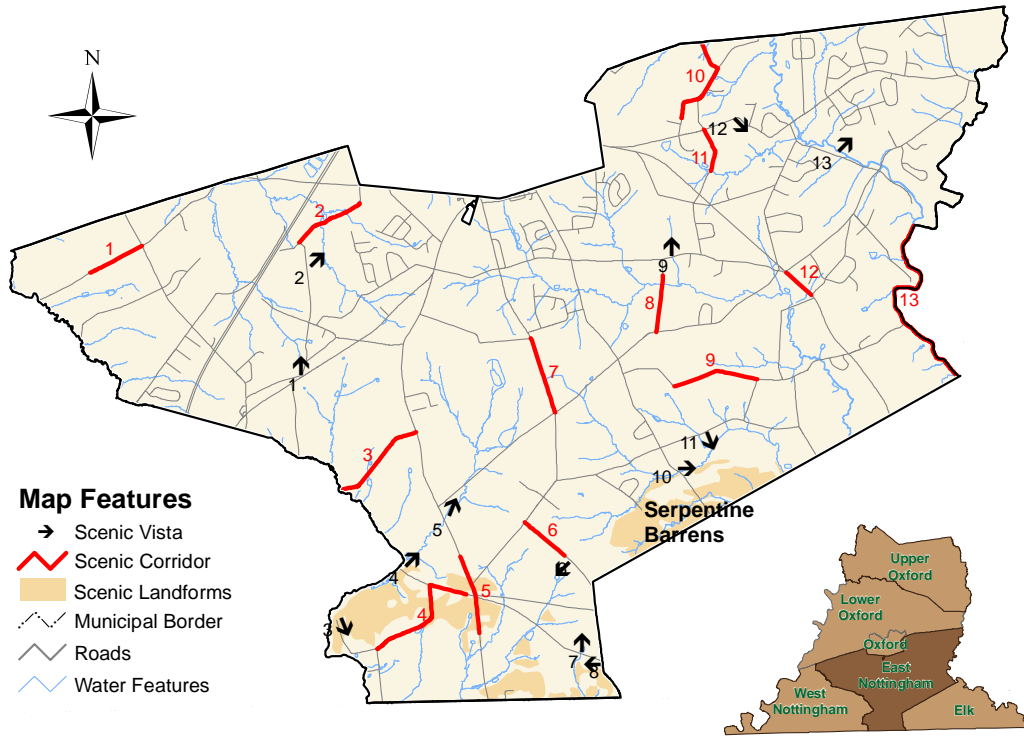 N
10
12
11
13
2
1
2
12
9
8
13
9
7
1
3
11
10
Serpentine
Barrens
5
6
6
4
5
4
3
7
8
Map Features
Scenic Vista
Scenic Corridor
Scenic Landforms
Municipal Border
Roads
Water Features
Upper
Oxford
Lower
Oxford
Oxford
East
Nottingham
West
Nottingham
Elk